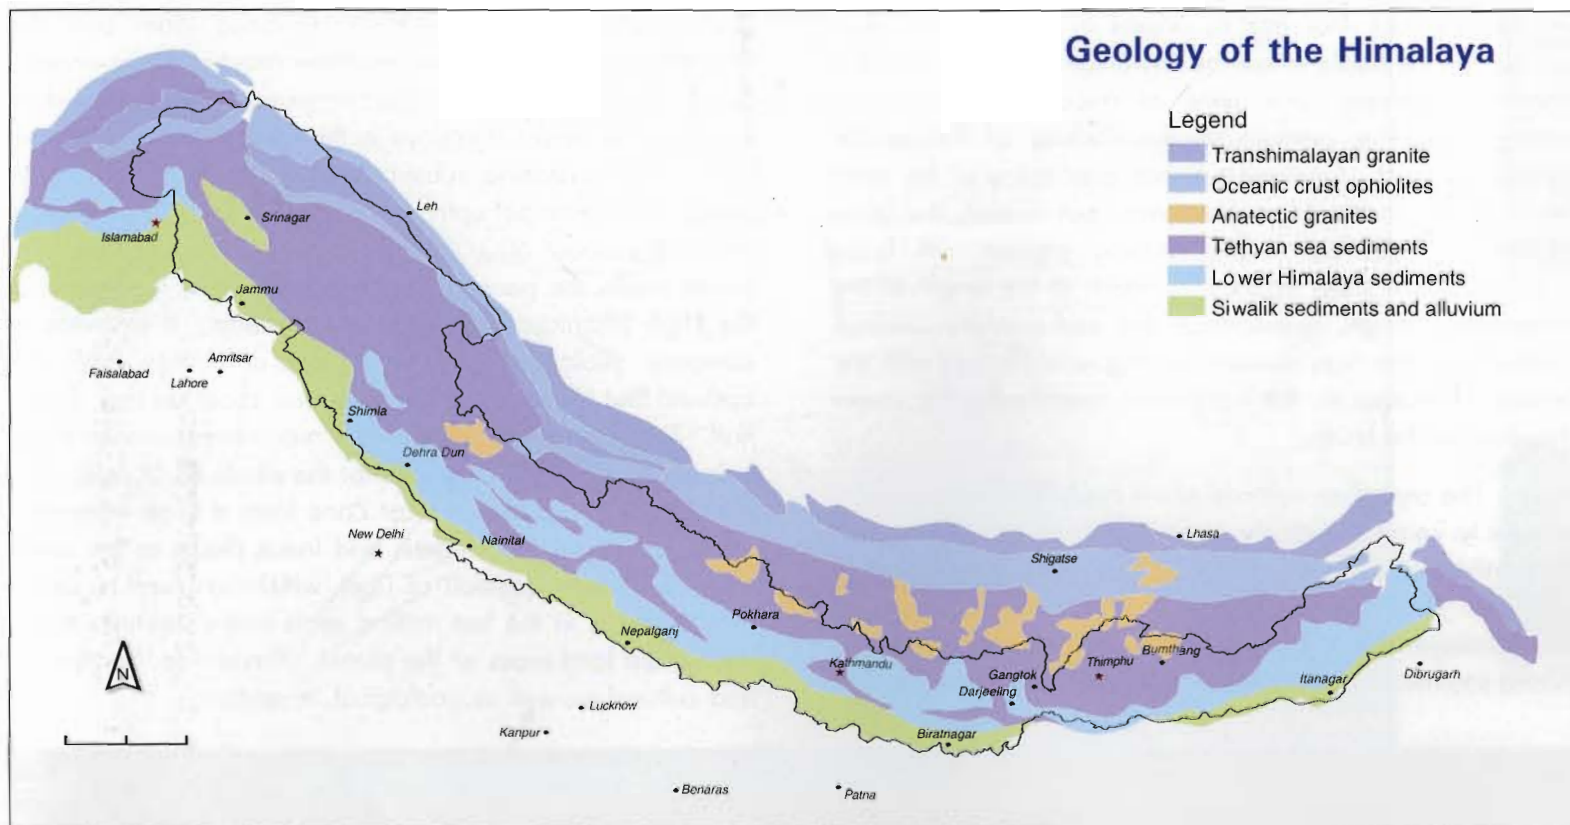 Geology of the Himalaya
Legend
Transhimalayan granite
Oceanic crust ophiolites
Anatectic granites
Tethyan sea sediments
Lower Himalaya sediments
Siwalik sediments and alluvium
Leh
Srinagar
Islamabad
Jammu
Faisalabad
Lahore
Amritsar
Shimla
Dehra Dun
New Delhi
Nainital
Lhasa
Shigatse
Pokhara
Nepalganj
Kathmandu
Gangtok
Darjeeling
Thimphu
Bumthang
Itanagar
Dibrugarh
N
Lucknow
Kanpur
Biratnagar
Benaras
Patna